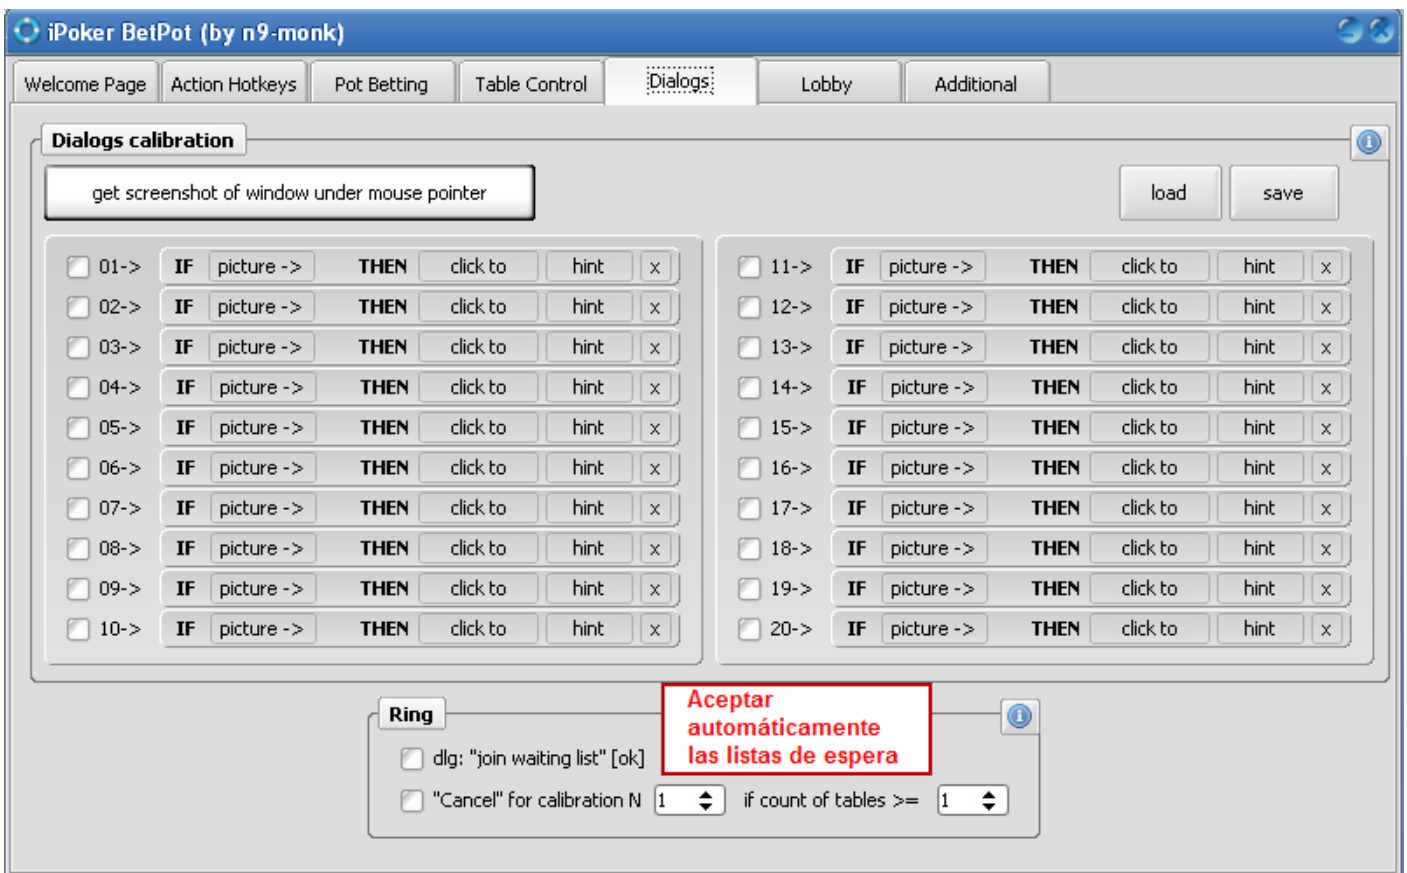 iPoker BetPot (by n9-monk)
Welcome Page Action Hotkeys Pot Betting Table Control Dialogs Lobby Additional
Dialogs calibration
get screenshot of window under mouse pointer load save
01-> IF picture -> THEN click to hint x 11-> IF picture -> THEN click to hint x
02-> IF picture -> THEN click to hint x 12-> IF picture -> THEN click to hint x
03-> IF picture -> THEN click to hint x 13-> IF picture -> THEN click to hint x
04-> IF picture -> THEN click to hint x 14-> IF picture -> THEN click to hint x
05-> IF picture -> THEN click to hint x 15-> IF picture -> THEN click to hint x
06-> IF picture -> THEN click to hint x 16-> IF picture -> THEN click to hint x
07-> IF picture -> THEN click to hint x 17-> IF picture -> THEN click to hint x
08-> IF picture -> THEN click to hint x 18-> IF picture -> THEN click to hint x
09-> IF picture -> THEN click to hint x 19-> IF picture -> THEN click to hint x
10-> IF picture -> THEN click to hint x 20-> IF picture -> THEN click to hint x
Ring
Aceptar
automáticamente
las listas de espera
dlg: "join waiting list" [ok]
"Cancel" for calibration N 1 if count of tables >= 1